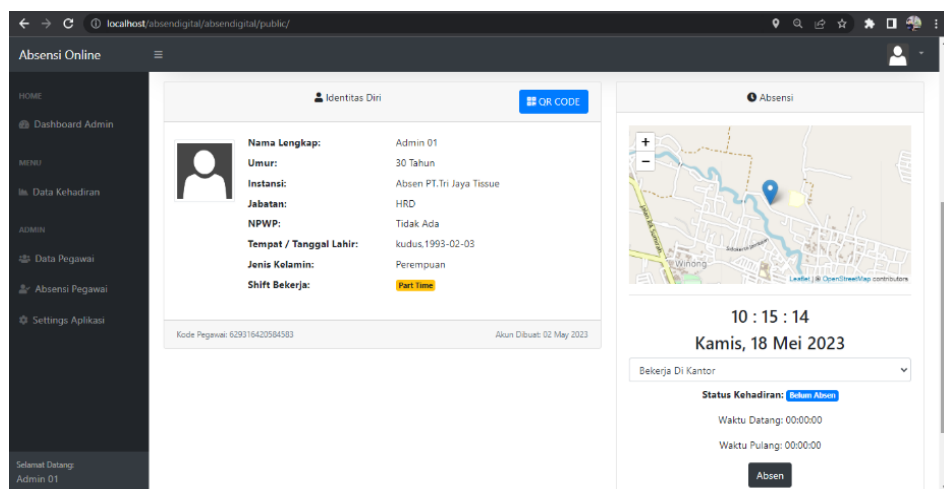 localhost/absendigital/absendigital/public/
Absensi Online
HOME
Dashboard Admin
MENU
Data Kehadiran
ADMIN
Data Pegawai
Absensi Pegawai
Settings Aplikasi
Selamat Datang:
Admin 01
Identitas Diri
QR CODE
Nama Lengkap: Admin 01
Umur: 30 Tahun
Instansi: Absen PT.Tri Jaya Tissue
Jabatan: HRD
NPWP: Tidak Ada
Tempat / Tanggal Lahir: kudus,1993-02-03
Jenis Kelamin: Perempuan
Shift Bekerja: Part Time
Kode Pegawai: 629316420584583 Akun Dibuat: 02 May 2023
Absensi
+
−
Winong
Leaflet | © OpenStreetMap contributors
10 : 15 : 14
Kamis, 18 Mei 2023
Bekerja Di Kantor
Status Kehadiran: Belum Absen
Waktu Datang: 00:00:00
Waktu Pulang: 00:00:00
Absen